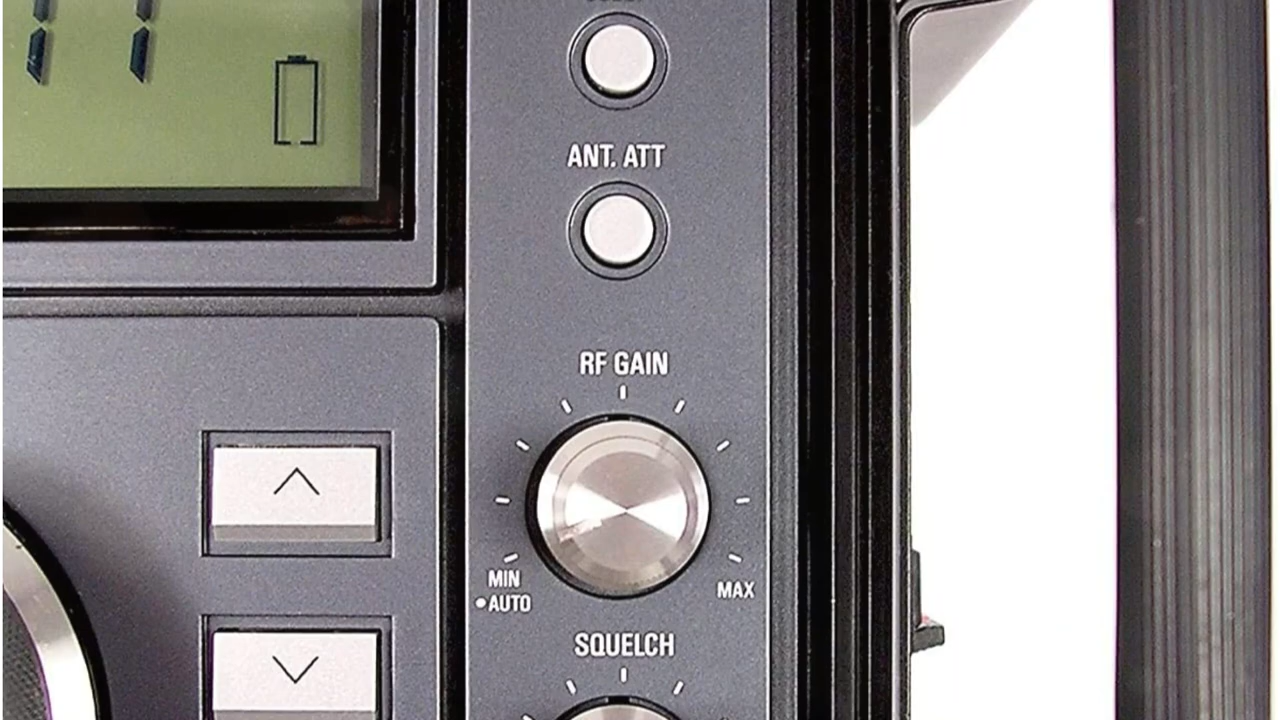 ANT. ATT
RF GAIN
MIN
•AUTO
MAX
SQUELCH